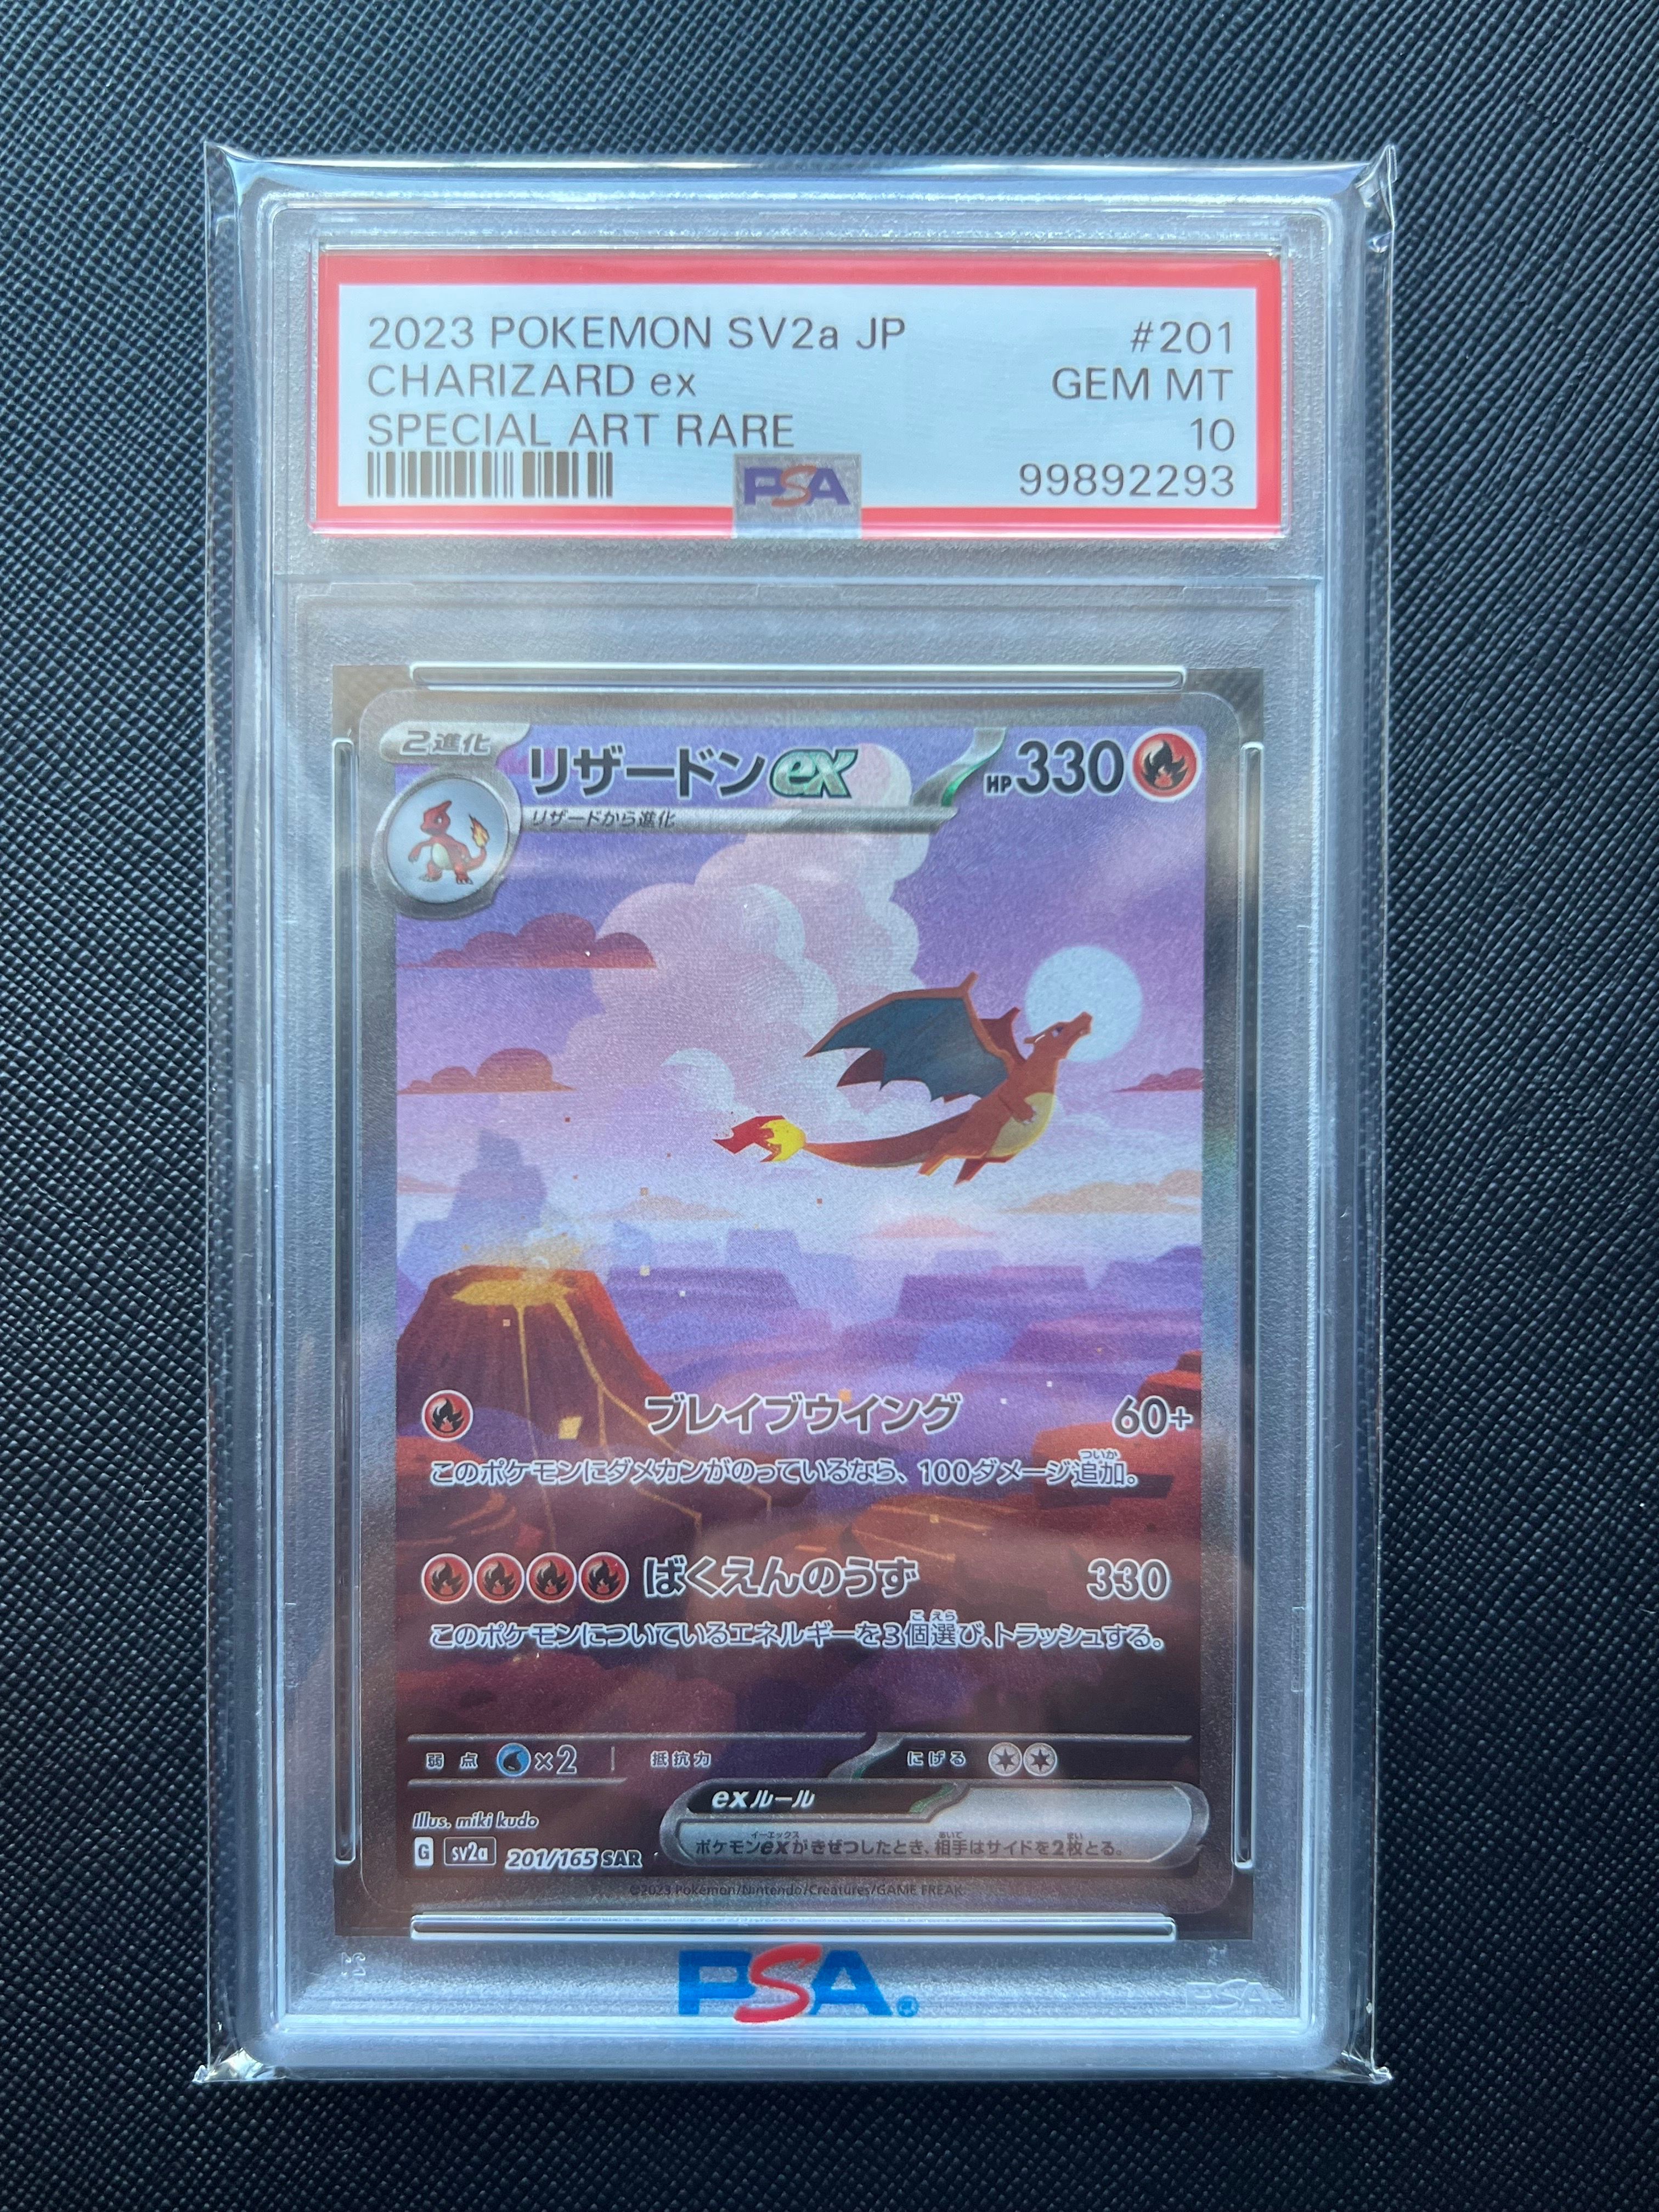 2023 POKEMON SV2a JP #201
CHARIZARD ex GEM MT
SPECIAL ART RARE 10
PSA 99892293
2進化 リザードンex HP330
リザードから進化
ブレイブウイング 60+
このポケモンにダメカンがのっているなら、100ダメージ追加。
ばくえんのうず 330
このポケモンについているエネルギーを3個選び、トラッシュする。
弱点 ×2 抵抗力 にげる
exルール
ポケモンexがきぜつしたとき、相手はサイドを2枚とる。
Illus. miki kudo
G sv2a 201/165 SAR
©2023 Pokémon/Nintendo/Creatures/GAME FREAK
PSA®
PSA